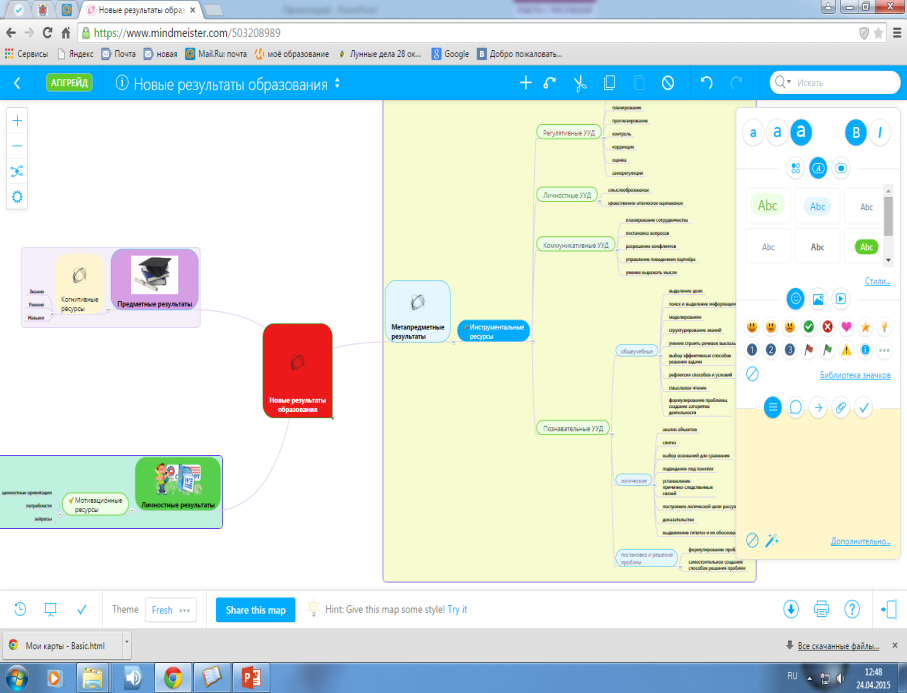 Новые результаты образ
https://www.mindmeister.com/503208989
Сервисы Яндекс Почта новая Mail.Ru: почта моё образование Лунные дела 28 ок... Google Добро пожаловать...
АПГРЕЙД
Новые результаты образования
Искать
планирование
прогнозирование
контроль
коррекция
оценка
саморегуляция
Регулятивные УУД
смыслообразование
нравственно-этическое оценивание
Личностные УУД
планирование сотрудничества
постановка вопросов
разрешение конфликтов
управление поведением партнёра
умение выражать мысли
Коммуникативные УУД
Метапредметные
результаты
Инструментальные
ресурсы
выделение цели
поиск и выделение информации
моделирование
структурирование знаний
умение строить речевое высказы
выбор эффективных способов
решения задачи
рефлексия способов и условий
смысловое чтение
формулирование проблемы,
создание алгоритма
деятельности
общеучебные
Познавательные УУД
анализ объектов
синтез
выбор оснований для сравнения
подведение под понятие
установление
причинно-следственных
связей
построение логической цепи рассуж
доказательство
выдвижение гипотез и их обоснова
логические
постановка и решение
проблемы
формулирование проб
самостоятельное создание
способов решения проблем
Знания
Умения
Навыки
Когнитивные
ресурсы
Предметные результаты
Новые результаты
образования
ценностные ориентации
потребности
запросы
Мотивационные
ресурсы
Личностные результаты
a a a B I
Abc Abc Abc
Abc Abc Abc
Стили...
1 2 3
Библиотека значков
Дополнительно...
Theme Fresh Share this map Hint: Give this map some style! Try it
Мои карты - Basic.html
Все скачанные файлы...
RU
12:48
24.04.2015